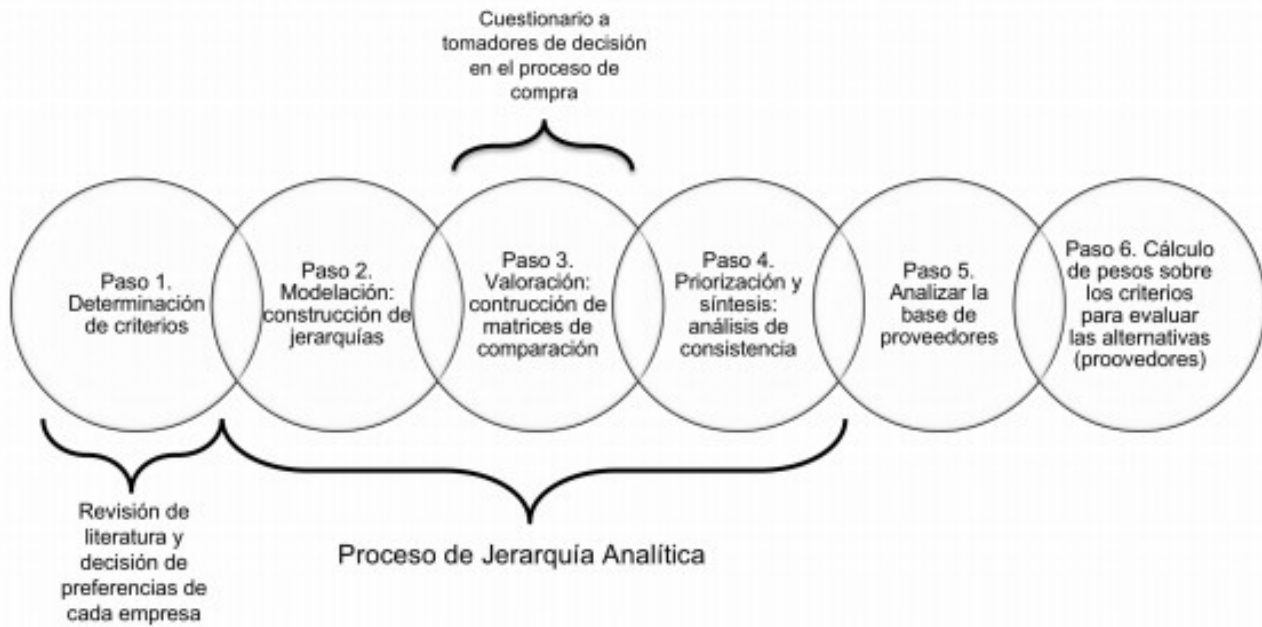 Cuestionario a
tomadores de decisión
en el proceso de
compra
Paso 1.
Determinación
de criterios
Paso 2.
Modelación:
construcción de
jerarquías
Paso 3.
Valoración:
contrucción de
matrices de
comparación
Paso 4.
Priorización y
síntesis:
análisis de
consistencia
Paso 5.
Analizar la
base de
proveedores
Paso 6. Cálculo
de pesos sobre
los criterios
para evaluar
las alternativas
(proovedores)
Revisión de
literatura y
decisión de
preferencias de
cada empresa
Proceso de Jerarquía Analítica